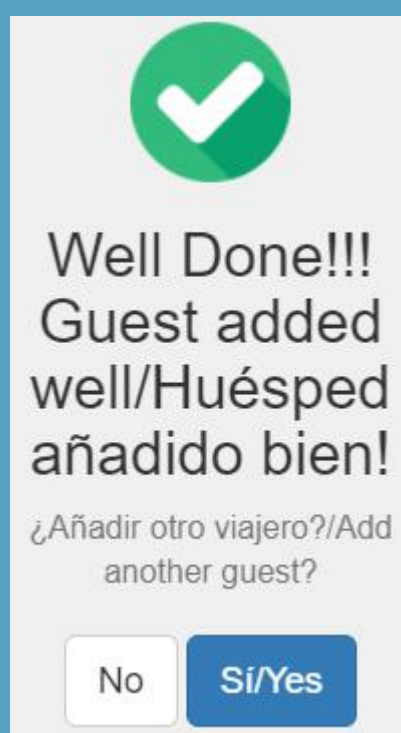 Well Done!!!
Guest added
well/Huésped
añadido bien!
¿Añadir otro viajero?/Add
another guest?
No
Sí/Yes